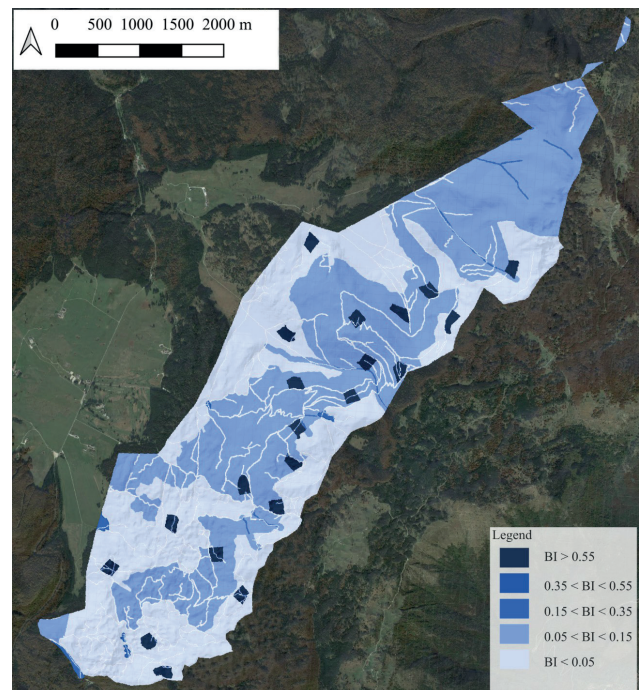 0 500 1000 1500 2000 m
Legend
BI > 0.55
0.35 < BI < 0.55
0.15 < BI < 0.35
0.05 < BI < 0.15
BI < 0.05